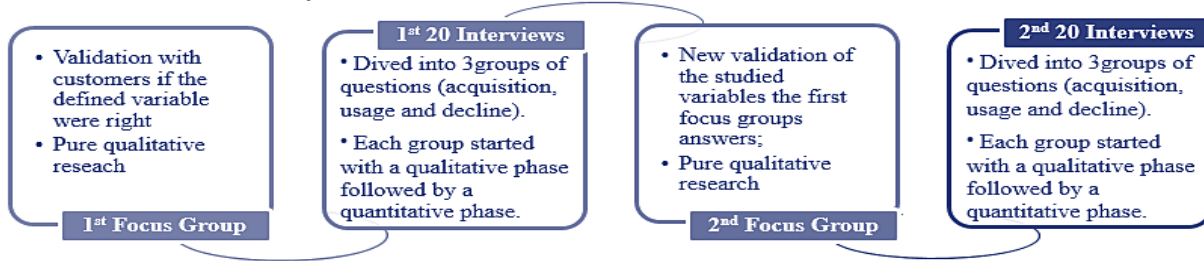 • Validation with
customers if the
defined variable
were right
• Pure qualitative
reseach
1st Focus Group
1st 20 Interviews
• Dived into 3groups of
questions (acquisition,
usage and decline).
• Each group started
with a qualitative phase
followed by a
quantitative phase.
• New validation of
the studied
variables the first
focus groups
answers;
• Pure qualitative
research
2nd Focus Group
2nd 20 Interviews
• Dived into 3groups of
questions (acquisition,
usage and decline).
• Each group started
with a qualitative phase
followed by a
quantitative phase.